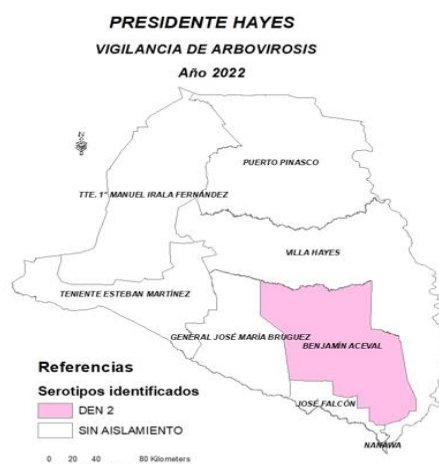 PRESIDENTE HAYES
VIGILANCIA DE ARBOVIROSIS
Año 2022
PUERTO PINASCO
TTE. 1° MANUEL IRALA FERNÁNDEZ
VILLA HAYES
TENIENTE ESTEBAN MARTÍNEZ
GENERAL JOSÉ MARÍA BRUGUEZ
BENJAMÍN ACEVAL
JOSÉ FALCÓN
NANAWA
Referencias
Serotipos identificados
DEN 2
SIN AISLAMIENTO
0 20 40 80 Kilometers